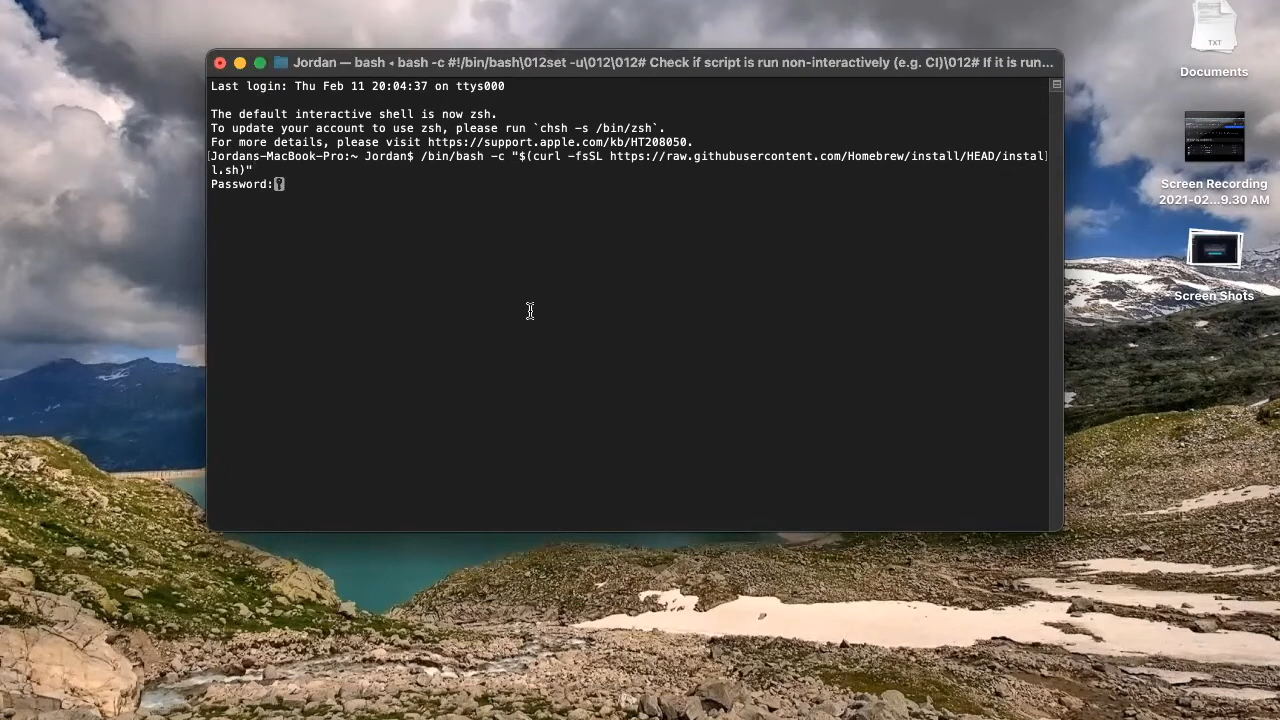 Jordan — bash ◂ bash -c #!/bin/bash\012set -u\012\012# Check if script is run non-interactively (e.g. CI)\012# If it is run...
Last login: Thu Feb 11 20:04:37 on ttys000
The default interactive shell is now zsh.
To update your account to use zsh, please run `chsh -s /bin/zsh`.
For more details, please visit https://support.apple.com/kb/HT208050.
[Jordans-MacBook-Pro:~ Jordan$ /bin/bash -c "$(curl -fsSL https://raw.githubusercontent.com/Homebrew/install/HEAD/instal]
l.sh)"
Password:
TXT
Documents
Screen Recording
2021-02...9.30 AM
Screen Shots